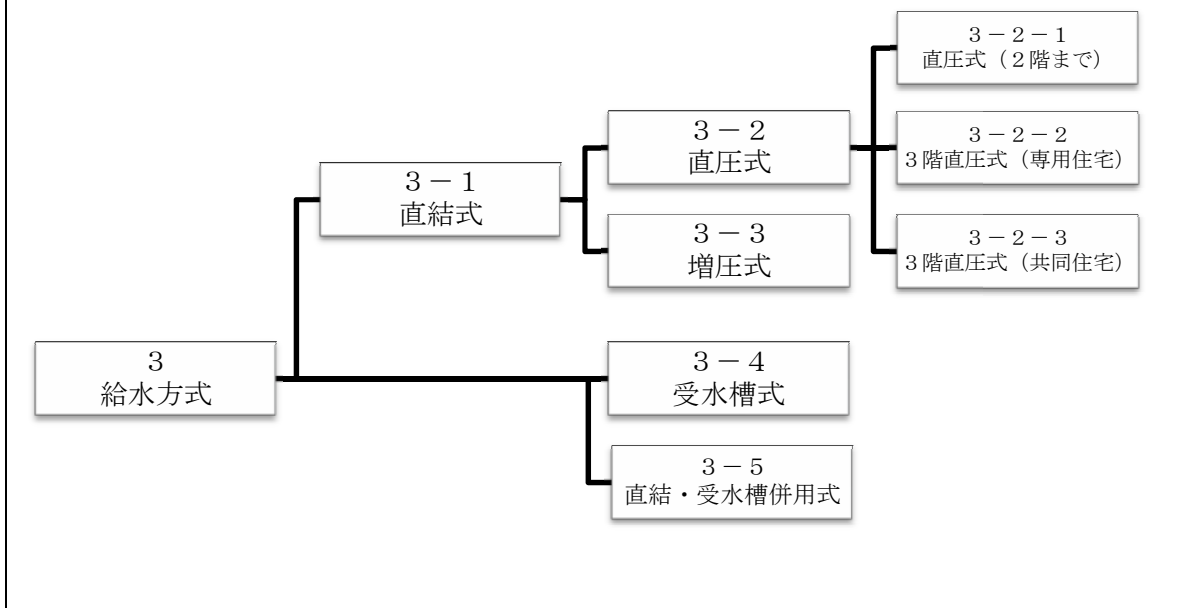 3
給水方式
3－1
直結式
3－2
直圧式
3－2－1
直圧式（2階まで）
3－2－2
3階直圧式（専用住宅）
3－2－3
3階直圧式（共同住宅）
3－3
増圧式
3－4
受水槽式
3－5
直結・受水槽併用式